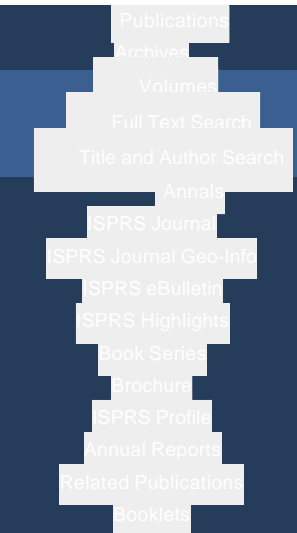 Publications
Archives
Volumes
Full Text Search
Title and Author Search
Annals
ISPRS Journal
ISPRS Journal Geo-Info
ISPRS eBulletin
ISPRS Highlights
Book Series
Brochure
ISPRS Profile
Annual Reports
Related Publications
Booklets